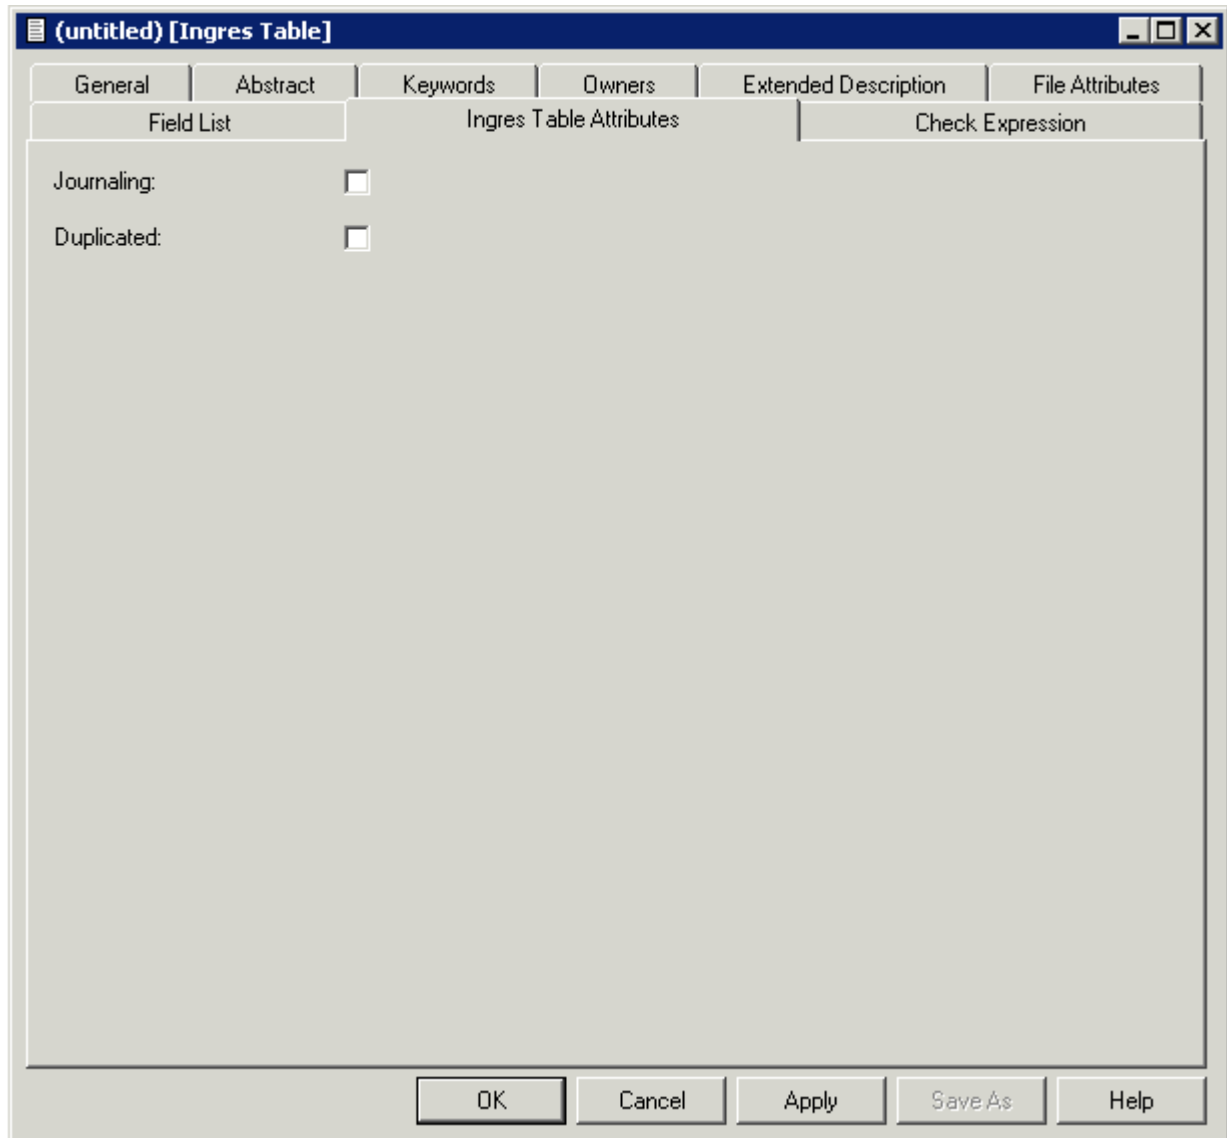 (untitled) [Ingres Table]
General Abstract Keywords Owners Extended Description File Attributes
Field List Ingres Table Attributes Check Expression
Journaling:
Duplicated:
OK Cancel Apply Save As Help